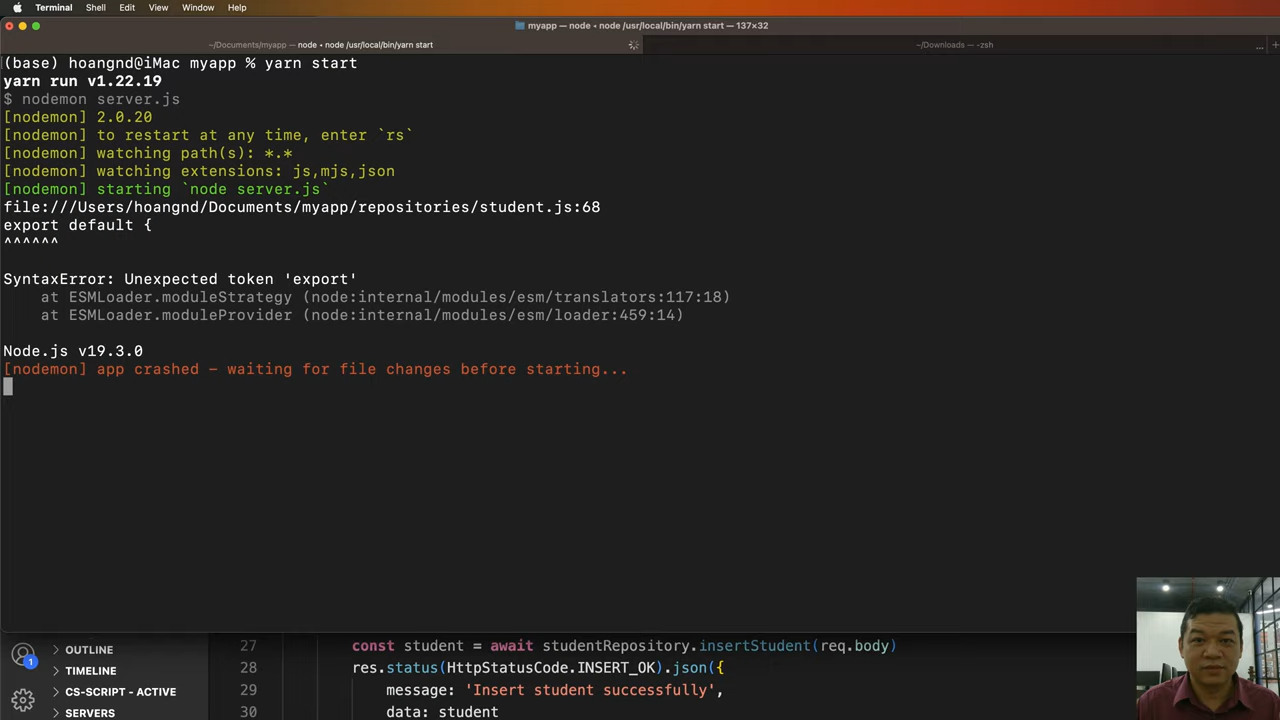 Terminal Shell Edit View Window Help
myapp — node • node /usr/local/bin/yarn start — 137×32
~/Documents/myapp — node • node /usr/local/bin/yarn start
~/Downloads — -zsh
(base) hoangnd@iMac myapp % yarn start
yarn run v1.22.19
$ nodemon server.js
[nodemon] 2.0.20
[nodemon] to restart at any time, enter `rs`
[nodemon] watching path(s): *.*
[nodemon] watching extensions: js,mjs,json
[nodemon] starting `node server.js`
file:///Users/hoangnd/Documents/myapp/repositories/student.js:68
export default {
^^^^^^
SyntaxError: Unexpected token 'export'
    at ESMLoader.moduleStrategy (node:internal/modules/esm/translators:117:18)
    at ESMLoader.moduleProvider (node:internal/modules/esm/loader:459:14)
Node.js v19.3.0
[nodemon] app crashed - waiting for file changes before starting...
1
OUTLINE
TIMELINE
CS-SCRIPT - ACTIVE
SERVERS
27 const student = await studentRepository.insertStudent(req.body)
28 res.status(HttpStatusCode.INSERT_OK).json({
29 message: 'Insert student successfully',
30 data: student